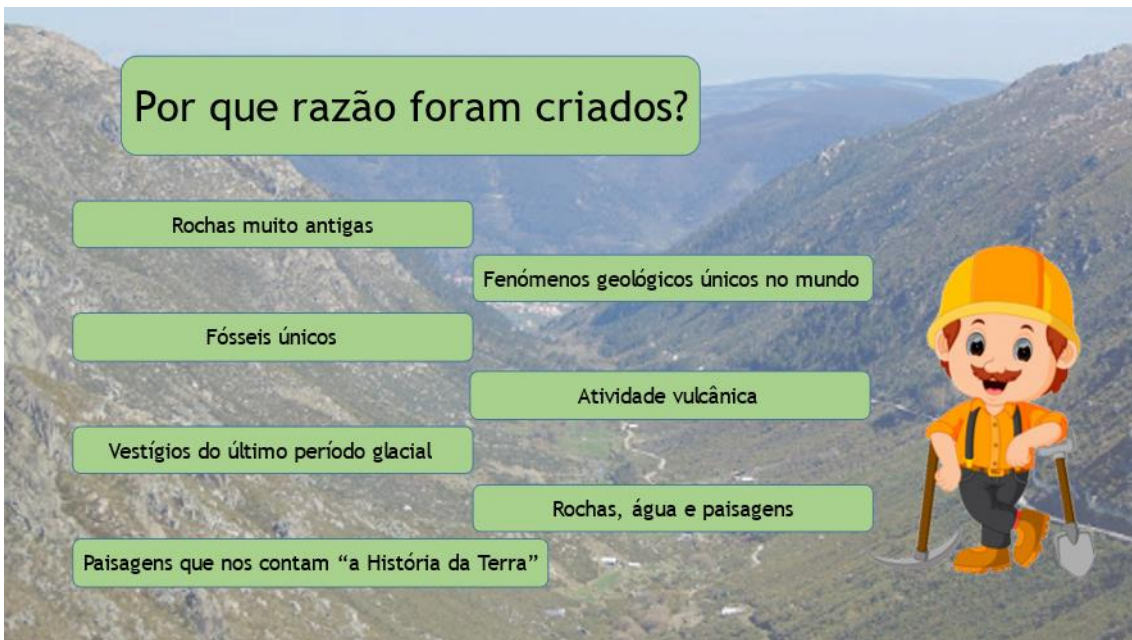 Por que razão foram criados?
Rochas muito antigas
Fenómenos geológicos únicos no mundo
Fósseis únicos
Atividade vulcânica
Vestígios do último período glacial
Rochas, água e paisagens
Paisagens que nos contam “a História da Terra”